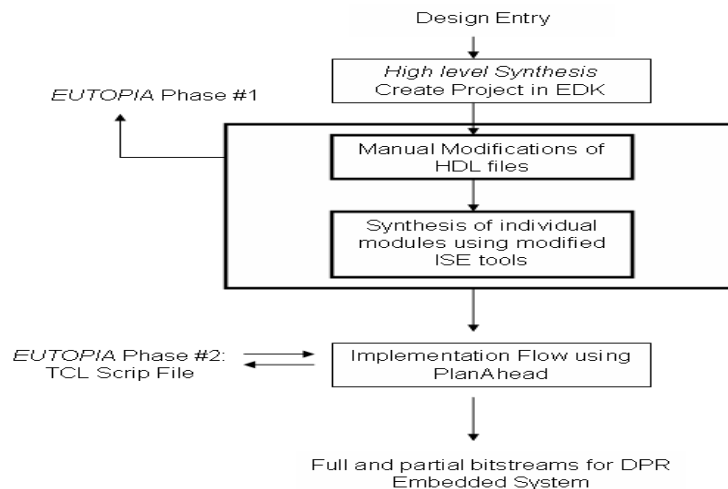 Design Entry
High level Synthesis
Create Project in EDK
EUTOPIA Phase #1
Manual Modifications of
HDL files
Synthesis of individual
modules using modified
ISE tools
EUTOPIA Phase #2:
TCL Scrip File
Implementation Flow using
PlanAhead
Full and partial bitstreams for DPR
Embedded System